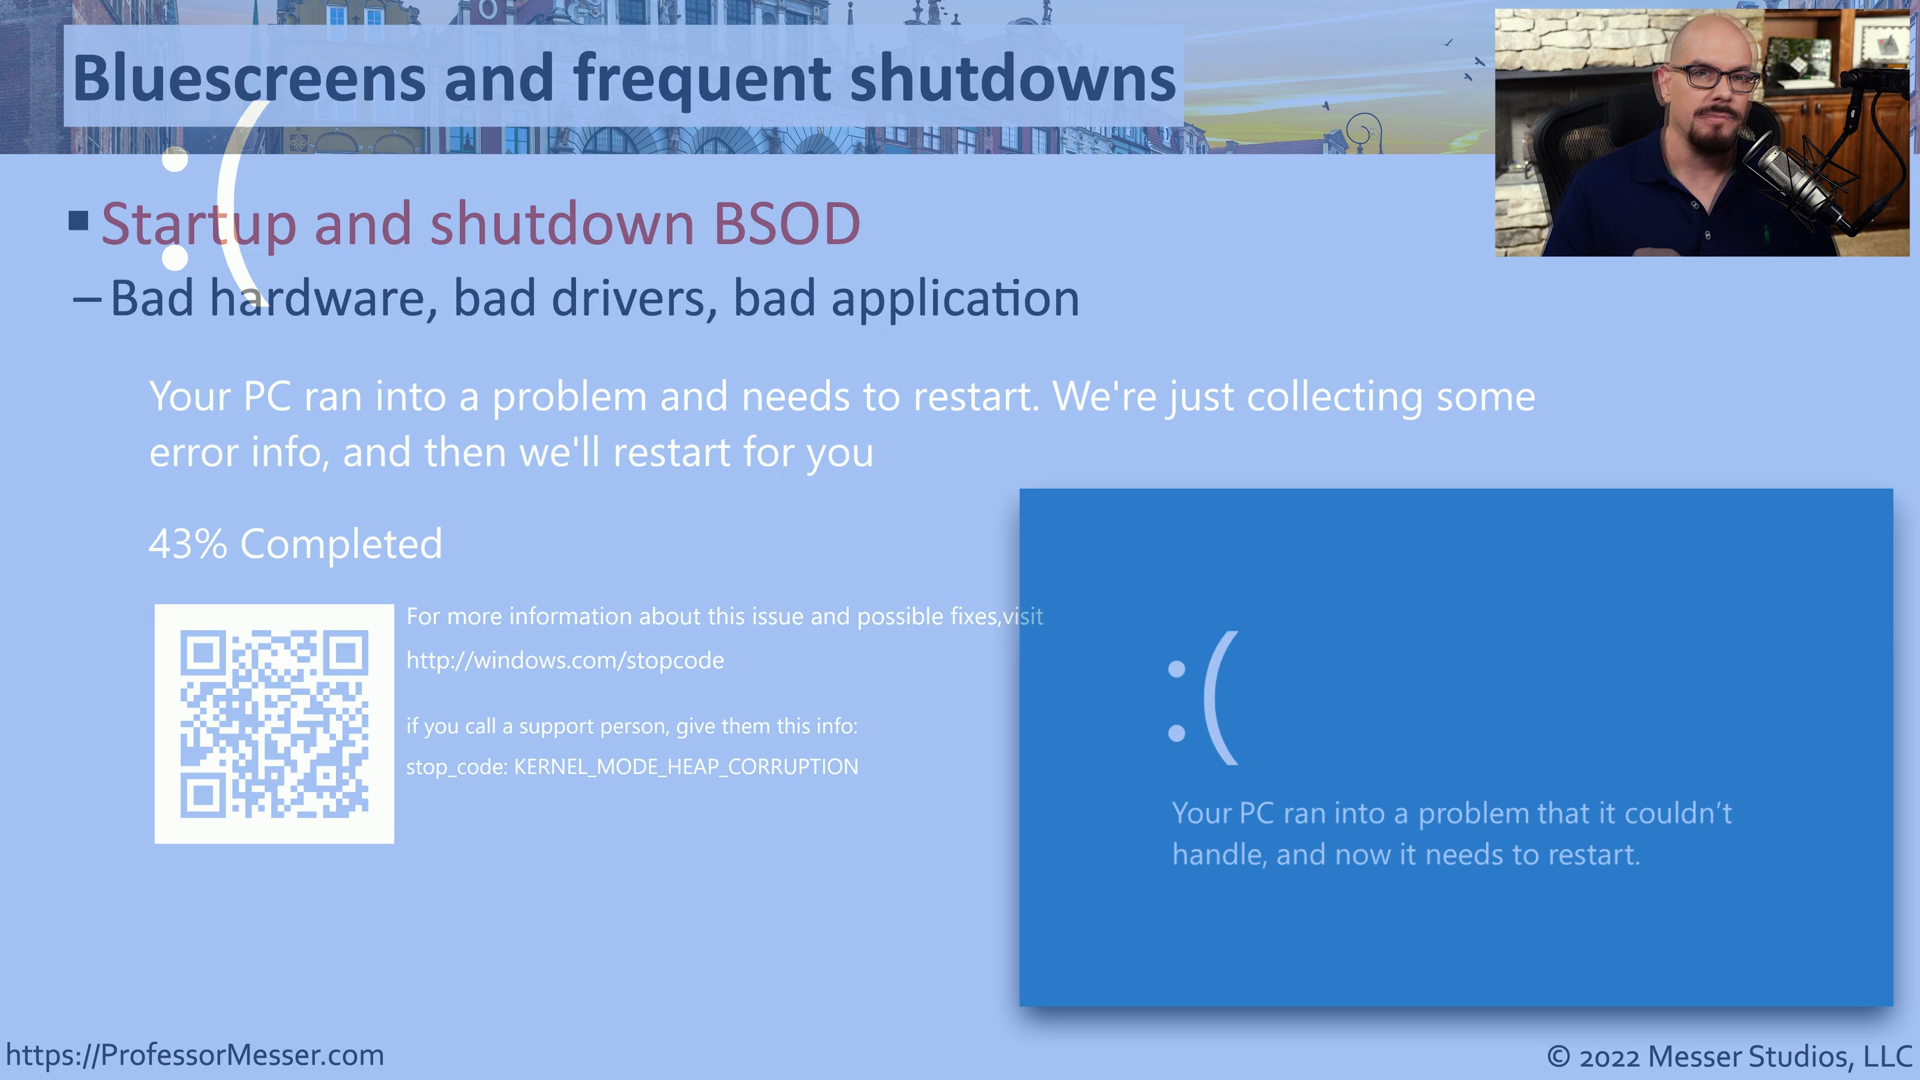 Bluescreens and frequent shutdowns
:(
▪ Startup and shutdown BSOD
– Bad hardware, bad drivers, bad application
Your PC ran into a problem and needs to restart. We're just collecting some
error info, and then we'll restart for you
43% Completed
For more information about this issue and possible fixes,visit
http://windows.com/stopcode
if you call a support person, give them this info:
stop_code: KERNEL_MODE_HEAP_CORRUPTION
:(
Your PC ran into a problem that it couldn’t
handle, and now it needs to restart.
https://ProfessorMesser.com
© 2022 Messer Studios, LLC